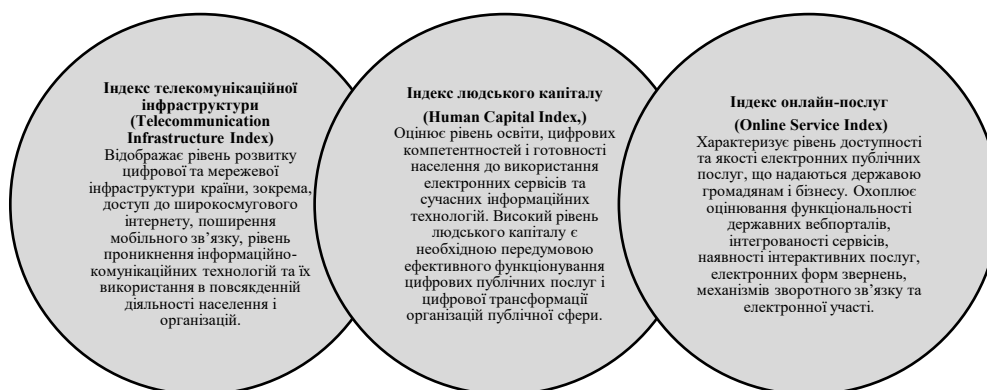 Індекс телекомунікаційної
інфраструктури
(Telecommunication
Infrastructure Index)
Відображає рівень розвитку
цифрової та мережевої
інфраструктури країни, зокрема,
доступ до широкосмугового
інтернету, поширення
мобільного зв’язку, рівень
проникнення інформаційно-
комунікаційних технологій та їх
використання в повсякденній
діяльності населення і
організацій.
Індекс людського капіталу
(Human Capital Index,)
Оцінює рівень освіти, цифрових
компетентностей і готовності
населення до використання
електронних сервісів та
сучасних інформаційних
технологій. Високий рівень
людського капіталу є
необхідною передумовою
ефективного функціонування
цифрових публічних послуг і
цифрової трансформації
організацій публічної сфери.
Індекс онлайн-послуг
(Online Service Index)
Характеризує рівень доступності
та якості електронних публічних
послуг, що надаються державою
громадянам і бізнесу. Охоплює
оцінювання функціональності
державних вебпорталів,
інтегрованості сервісів,
наявності інтерактивних послуг,
електронних форм звернень,
механізмів зворотного зв’язку та
електронної участі.